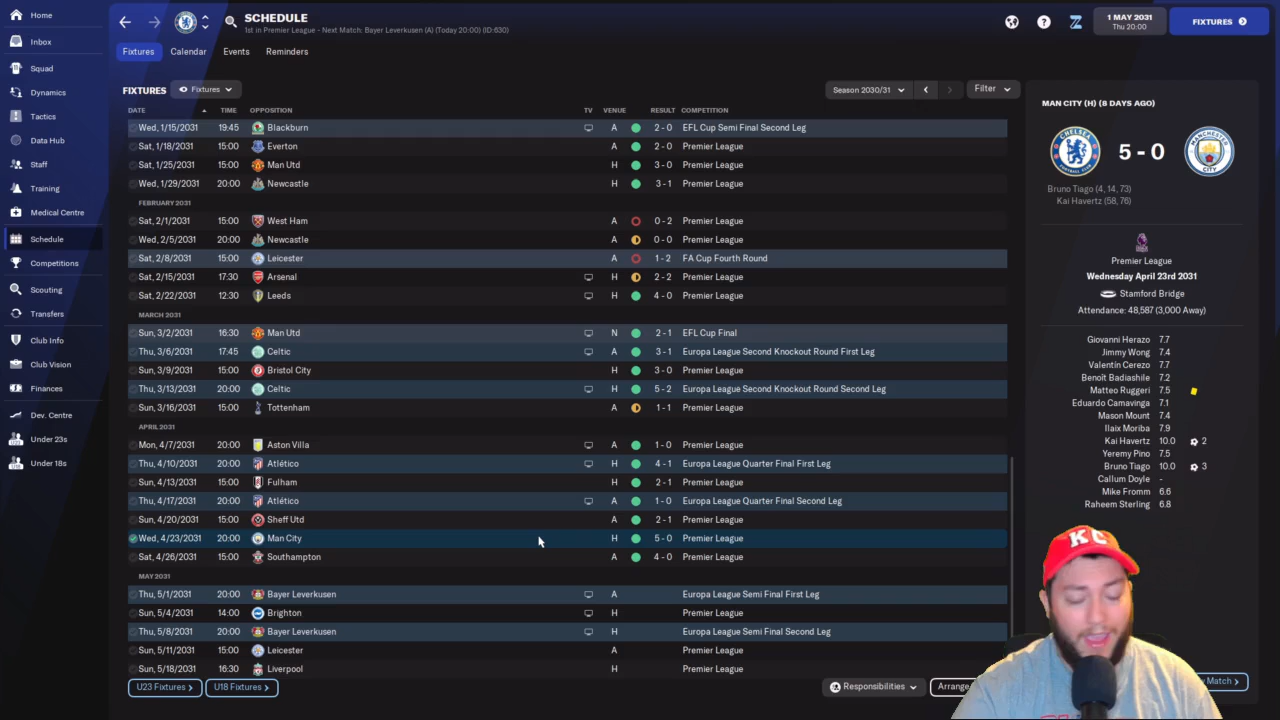 Home
Inbox
Squad
Dynamics
Tactics
Data Hub
Staff
Training
Medical Centre
Schedule
Competitions
Scouting
Transfers
Club Info
Club Vision
Finances
Dev. Centre
Under 23s
Under 18s
SCHEDULE
1st in Premier League - Next Match: Bayer Leverkusen (A) (Today 20:00) (ID:630)
1 MAY 2031
Thu 20:00
FIXTURES
Fixtures Calendar Events Reminders
FIXTURES Fixtures Season 2030/31 Filter
DATE TIME OPPOSITION TV VENUE RESULT COMPETITION
Wed, 1/15/2031 19:45 Blackburn A 2 - 0 EFL Cup Semi Final Second Leg
Sat, 1/18/2031 15:00 Everton A 2 - 0 Premier League
Sat, 1/25/2031 15:00 Man Utd H 3 - 0 Premier League
Wed, 1/29/2031 20:00 Newcastle H 3 - 1 Premier League
FEBRUARY 2031
Sat, 2/1/2031 15:00 West Ham A 0 - 2 Premier League
Wed, 2/5/2031 20:00 Newcastle A 0 - 0 Premier League
Sat, 2/8/2031 15:00 Leicester A 1 - 2 FA Cup Fourth Round
Sat, 2/15/2031 17:30 Arsenal H 2 - 2 Premier League
Sat, 2/22/2031 12:30 Leeds H 4 - 0 Premier League
MARCH 2031
Sun, 3/2/2031 16:30 Man Utd N 2 - 1 EFL Cup Final
Thu, 3/6/2031 17:45 Celtic A 3 - 1 Europa League Second Knockout Round First Leg
Sun, 3/9/2031 15:00 Bristol City H 3 - 0 Premier League
Thu, 3/13/2031 20:00 Celtic H 5 - 2 Europa League Second Knockout Round Second Leg
Sun, 3/16/2031 15:00 Tottenham A 1 - 1 Premier League
APRIL 2031
Mon, 4/7/2031 20:00 Aston Villa A 1 - 0 Premier League
Thu, 4/10/2031 20:00 Atlético H 4 - 1 Europa League Quarter Final First Leg
Sun, 4/13/2031 15:00 Fulham H 2 - 1 Premier League
Thu, 4/17/2031 20:00 Atlético A 1 - 0 Europa League Quarter Final Second Leg
Sun, 4/20/2031 15:00 Sheff Utd A 2 - 1 Premier League
Wed, 4/23/2031 20:00 Man City H 5 - 0 Premier League
Sat, 4/26/2031 15:00 Southampton A 4 - 0 Premier League
MAY 2031
Thu, 5/1/2031 20:00 Bayer Leverkusen A Europa League Semi Final First Leg
Sun, 5/4/2031 14:00 Brighton H Premier League
Thu, 5/8/2031 20:00 Bayer Leverkusen H Europa League Semi Final Second Leg
Sun, 5/11/2031 15:00 Leicester A Premier League
Sun, 5/18/2031 16:30 Liverpool H Premier League
U23 Fixtures U18 Fixtures Responsibilities Arrange
MAN CITY (H) (8 DAYS AGO)
5 - 0
Bruno Tiago (4, 14, 73)
Kai Havertz (58, 76)
Premier League
Wednesday April 23rd 2031
Stamford Bridge
Attendance: 48,587 (3,000 Away)
Giovanni Herazo 7.7
Jimmy Wong 7.4
Valentín Cerezo 7.7
Benoît Badiashile 7.2
Matteo Ruggeri 7.5
Eduardo Camavinga 7.1
Mason Mount 7.4
Ilaix Moriba 7.9
Kai Havertz 10.0 2
Yeremy Pino 7.5
Bruno Tiago 10.0 3
Callum Doyle -
Mike Fromm 6.6
Raheem Sterling 6.8
KC
Match